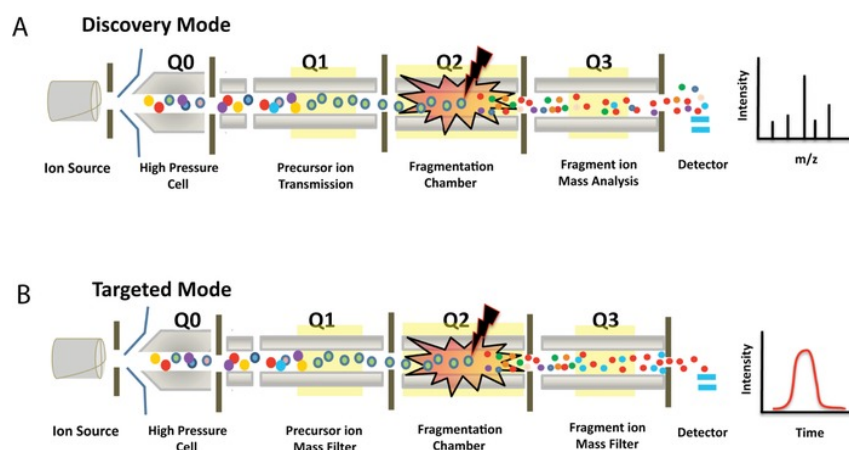 A
Discovery Mode
Q0
Q1
Q2
Q3
Intensity
m/z
Ion Source
High Pressure
Cell
Precursor ion
Transmission
Fragmentation
Chamber
Fragment ion
Mass Analysis
Detector
B
Targeted Mode
Q0
Q1
Q2
Q3
Intensity
Time
Ion Source
High Pressure
Cell
Precursor ion
Mass Filter
Fragmentation
Chamber
Fragment ion
Mass Filter
Detector